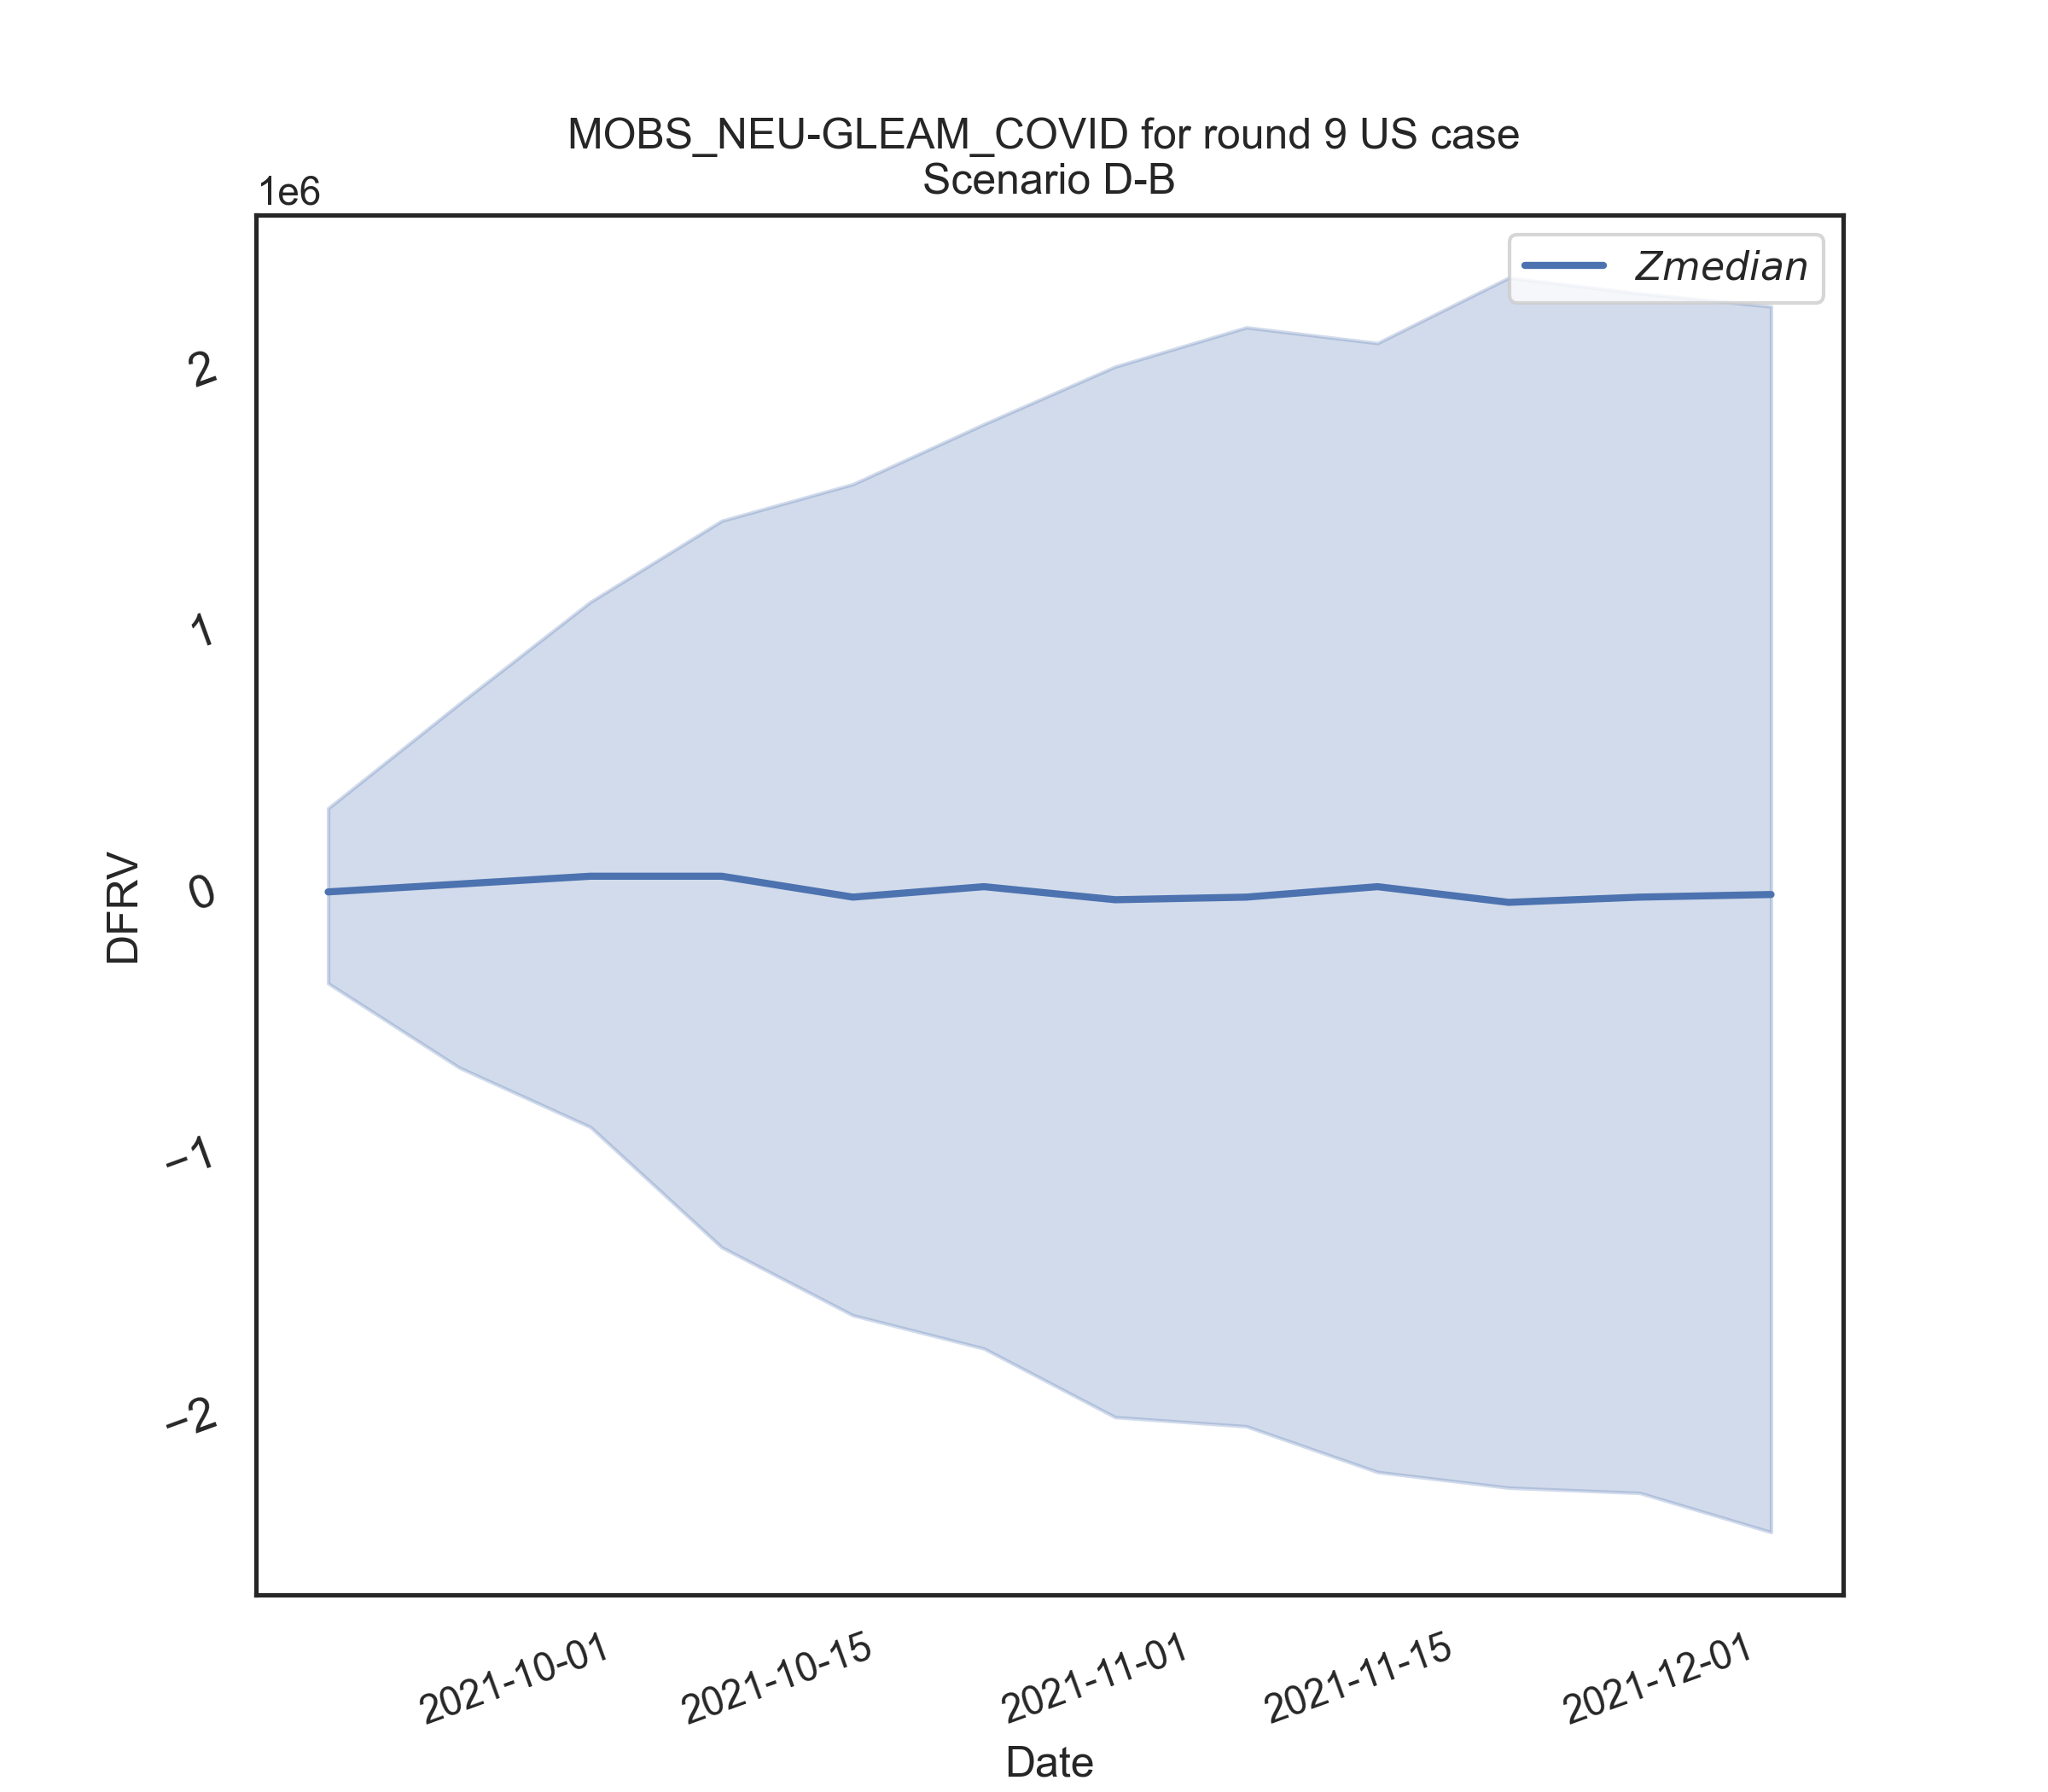 MOBS_NEU-GLEAM_COVID for round 9 US case
Scenario D-B
1e6
Zmedian
2
1
0
−1
−2
DFRV
2021-10-01
2021-10-15
2021-11-01
2021-11-15
2021-12-01
Date